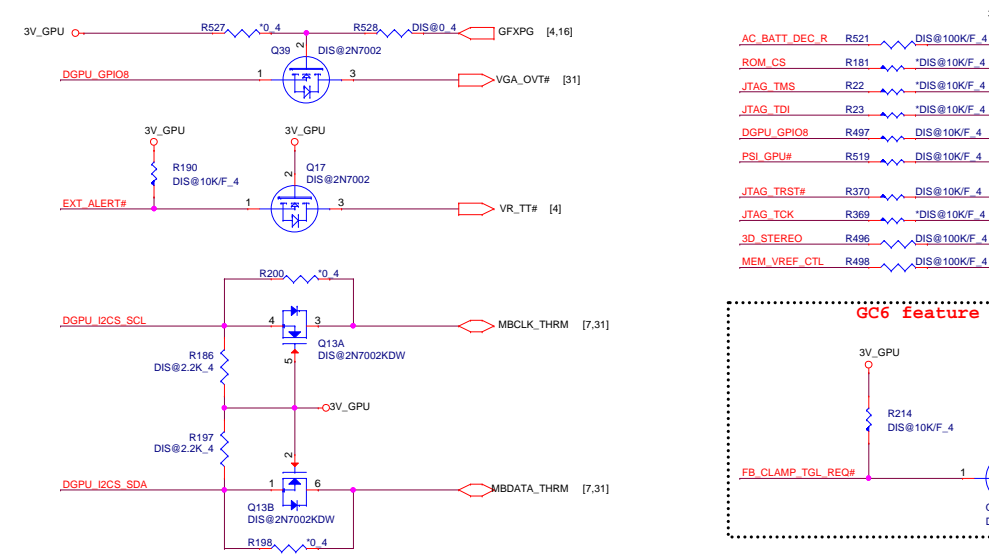 3V_GPU R527 *0_4 R528 DIS@0_4 GFXPG [4,16]
Q39 2 DIS@2N7002
DGPU_GPIO8 1 3 VGA_OVT# [31]
3V_GPU 3V_GPU
R190
DIS@10K/F_4
2 Q17
DIS@2N7002
EXT_ALERT# 1 3 VR_TT# [4]
R200 *0_4
DGPU_I2CS_SCL 4 3 MBCLK_THRM [7,31]
Q13A
DIS@2N7002KDW
5
R186
DIS@2.2K_4
3V_GPU
R197
DIS@2.2K_4
2
DGPU_I2CS_SDA 1 6 MBDATA_THRM [7,31]
Q13B
DIS@2N7002KDW
R198 *0_4
AC_BATT_DEC_R R521 DIS@100K/F_4
ROM_CS R181 *DIS@10K/F_4
JTAG_TMS R22 *DIS@10K/F_4
JTAG_TDI R23 *DIS@10K/F_4
DGPU_GPIO8 R497 DIS@10K/F_4
PSI_GPU# R519 DIS@10K/F_4
JTAG_TRST# R370 DIS@10K/F_4
JTAG_TCK R369 *DIS@10K/F_4
3D_STEREO R496 DIS@100K/F_4
MEM_VREF_CTL R498 DIS@100K/F_4
GC6 feature
3V_GPU
R214
DIS@10K/F_4
FB_CLAMP_TGL_REQ# 1